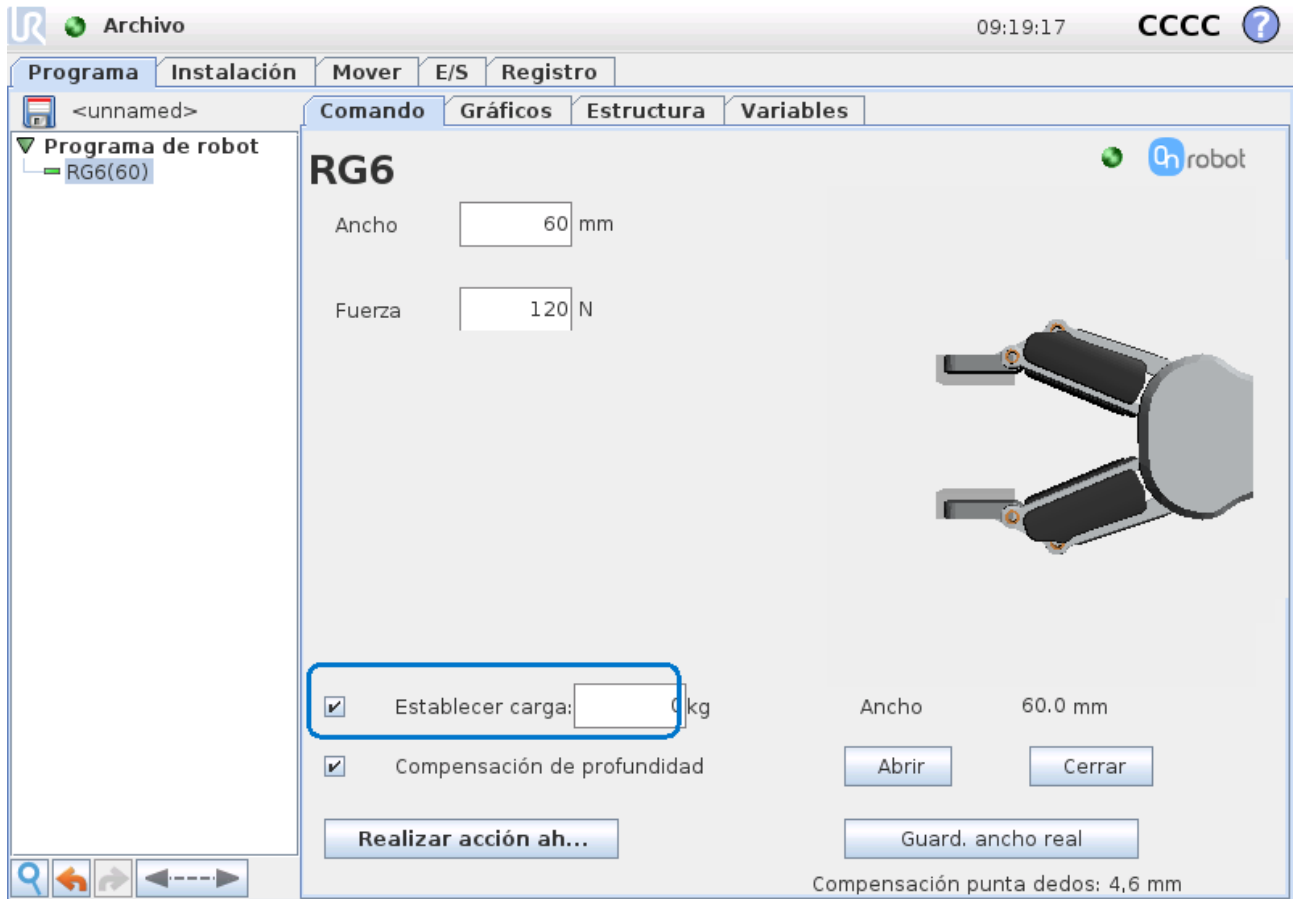 UR Archivo 09:19:17 CCCC ?
Programa Instalación Mover E/S Registro
<unnamed> Comando Gráficos Estructura Variables
Programa de robot
RG6(60)
RG6
On robot
Ancho 60 mm
Fuerza 120 N
Establecer carga: 0 kg Ancho 60.0 mm
Compensación de profundidad Abrir Cerrar
Realizar acción ah... Guard. ancho real
Compensación punta dedos: 4,6 mm